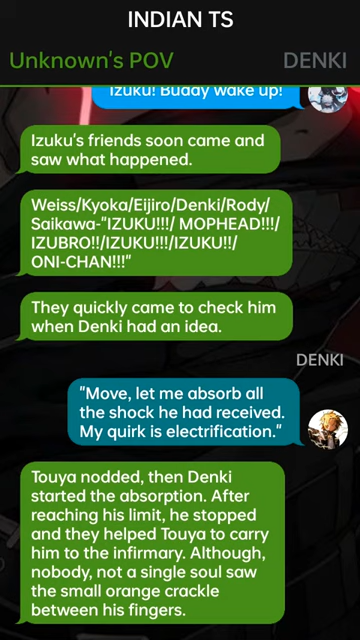 INDIAN TS
Unknown's POV
DENKI
Izuku! Buddy wake up!
Izuku's friends soon came and
saw what happened.
Weiss/Kyoka/Eijiro/Denki/Rody/
Saikawa-"IZUKU!!!/ MOPHEAD!!!/
IZUBRO!!/IZUKU!!!/IZUKU!!/
ONI-CHAN!!!"
They quickly came to check him
when Denki had an idea.
DENKI
"Move, let me absorb all
the shock he had received.
My quirk is electrification."
Touya nodded, then Denki
started the absorption. After
reaching his limit, he stopped
and they helped Touya to carry
him to the infirmary. Although,
nobody, not a single soul saw
the small orange crackle
between his fingers.